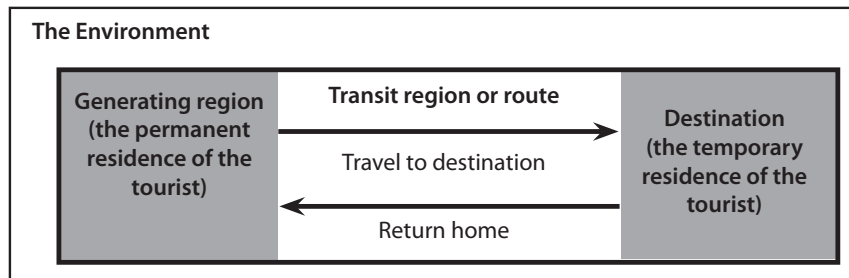 The Environment
Generating region
(the permanent
residence of the
tourist)
Transit region or route
Travel to destination
Return home
Destination
(the temporary
residence of the
tourist)